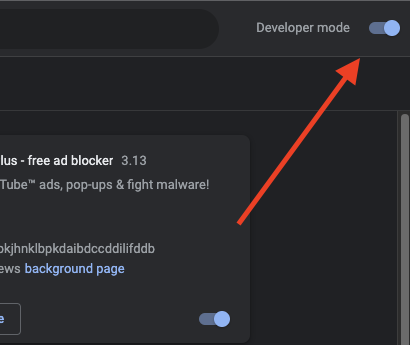 Developer mode
lus - free ad blocker 3.13
Tube™ ads, pop-ups & fight malware!
okjhnklbpkdaibdccddilifddb
ews background page
e